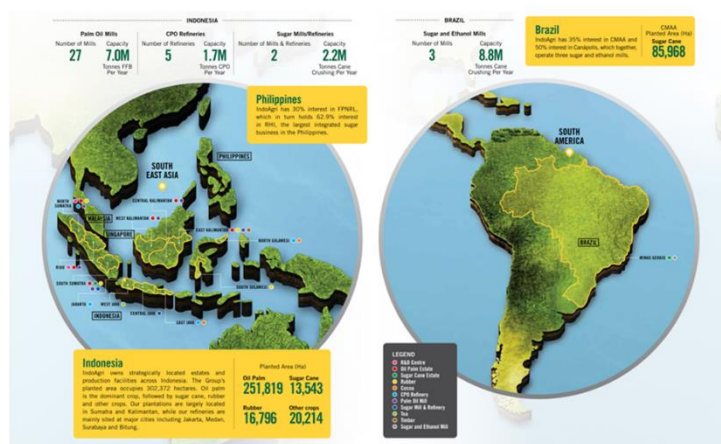 INDONESIA
Palm Oil Mills
Number of Mills
27
Capacity
7.0M
Tonnes FFB
Per Year
CPO Refineries
Number of Refineries
5
Capacity
1.7M
Tonnes CPO
Per Year
Sugar Mills/Refineries
Number of Mills & Refineries
2
Capacity
2.2M
Tonnes Cane
Crushing Per Year
Philippines
IndoAgri has 30% interest in FPNRL,
which in turn holds 62.9% interest
in RHI, the largest integrated sugar
business in the Philippines.
SOUTH
EAST ASIA
PHILIPPINES
NORTH
SUMATRA
MALAYSIA
SINGAPORE
CENTRAL KALIMANTAN
WEST KALIMANTAN
EAST KALIMANTAN
NORTH SULAWESI
RIAU
SOUTH SUMATRA
SOUTH SULAWESI
JAKARTA
WEST JAVA
INDONESIA
CENTRAL JAVA
EAST JAVA
Indonesia
IndoAgri owns strategically located estates and
production facilities across Indonesia. The Group's
planted area occupies 302,372 hectares. Oil palm
is the dominant crop, followed by sugar cane, rubber
and other crops. Our plantations are largely located
in Sumatra and Kalimantan, while our refineries are
mainly sited at major cities including Jakarta, Medan,
Surabaya and Bitung.
Planted Area (Ha)
Oil Palm
251,819
Sugar Cane
13,543
Rubber
16,796
Other crops
20,214
BRAZIL
Sugar and Ethanol Mills
Number of Mills
3
Capacity
8.8M
Tonnes Cane
Crushing Per Year
Brazil
IndoAgri has 35% interest in CMAA and
50% interest in Canápolis, which together,
operate three sugar and ethanol mills.
CMAA
Planted Area (Ha)
Sugar Cane
85,968
SOUTH
AMERICA
BRAZIL
MINAS GERAIS
LEGEND
R&D Centre
Oil Palm Estate
Sugar Cane Estate
Rubber
Cocoa
CPO Refinery
Palm Oil Mill
Sugar Mill & Refinery
Tea
Timber
Sugar and Ethanol Mill